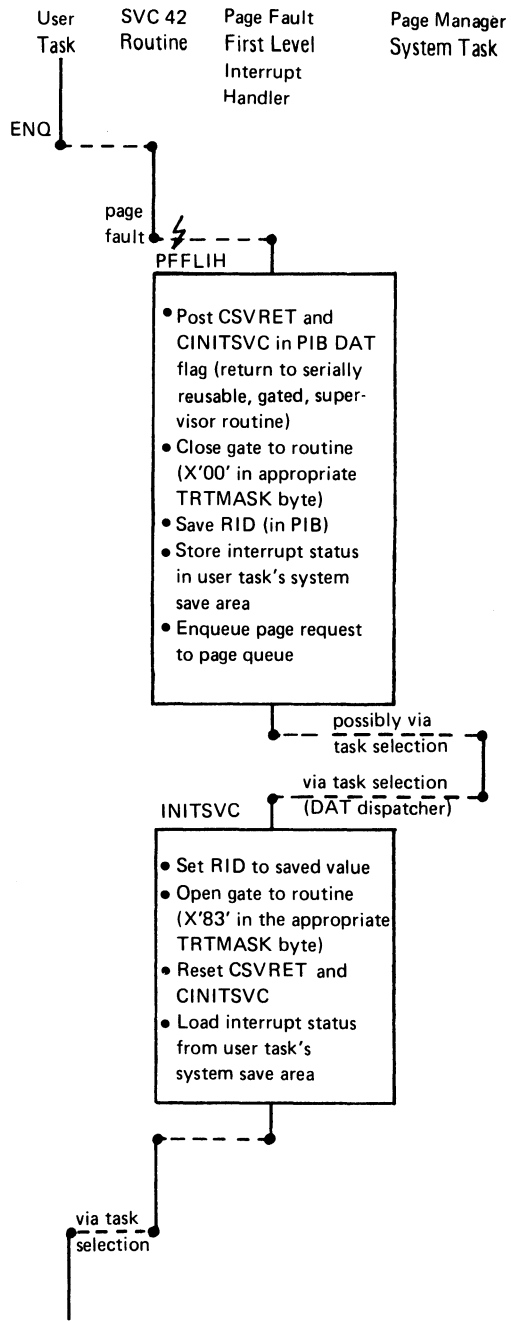 User
Task
SVC 42
Routine
Page Fault
First Level
Interrupt
Handler
Page Manager
System Task
ENQ
page
fault
PFFLIH
• Post CSVRET and
CINITSVC in PIB DAT
flag (return to serially
reusable, gated, super-
visor routine)
• Close gate to routine
(X'00' in appropriate
TRTMASK byte)
• Save RID (in PIB)
• Store interrupt status
in user task's system
save area
• Enqueue page request
to page queue
possibly via
task selection
via task selection
(DAT dispatcher)
INITSVC
• Set RID to saved value
• Open gate to routine
(X'83' in the appropriate
TRTMASK byte)
• Reset CSVRET and
CINITSVC
• Load interrupt status
from user task's
system save area
via task
selection